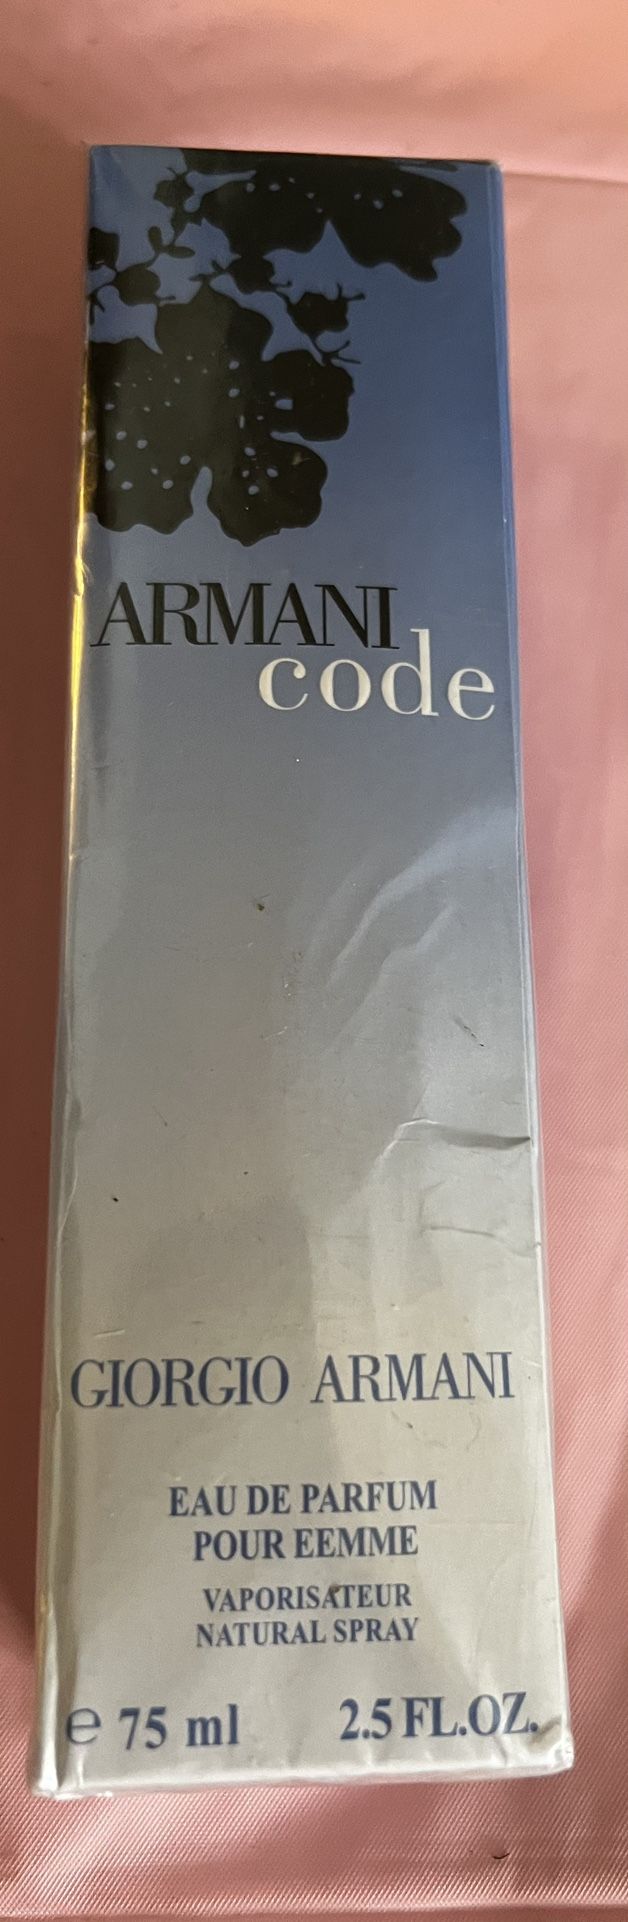 ARMANI
code
GIORGIO ARMANI
EAU DE PARFUM
POUR EEMME
VAPORISATEUR
NATURAL SPRAY
℮ 75 ml 2.5 FL.OZ.